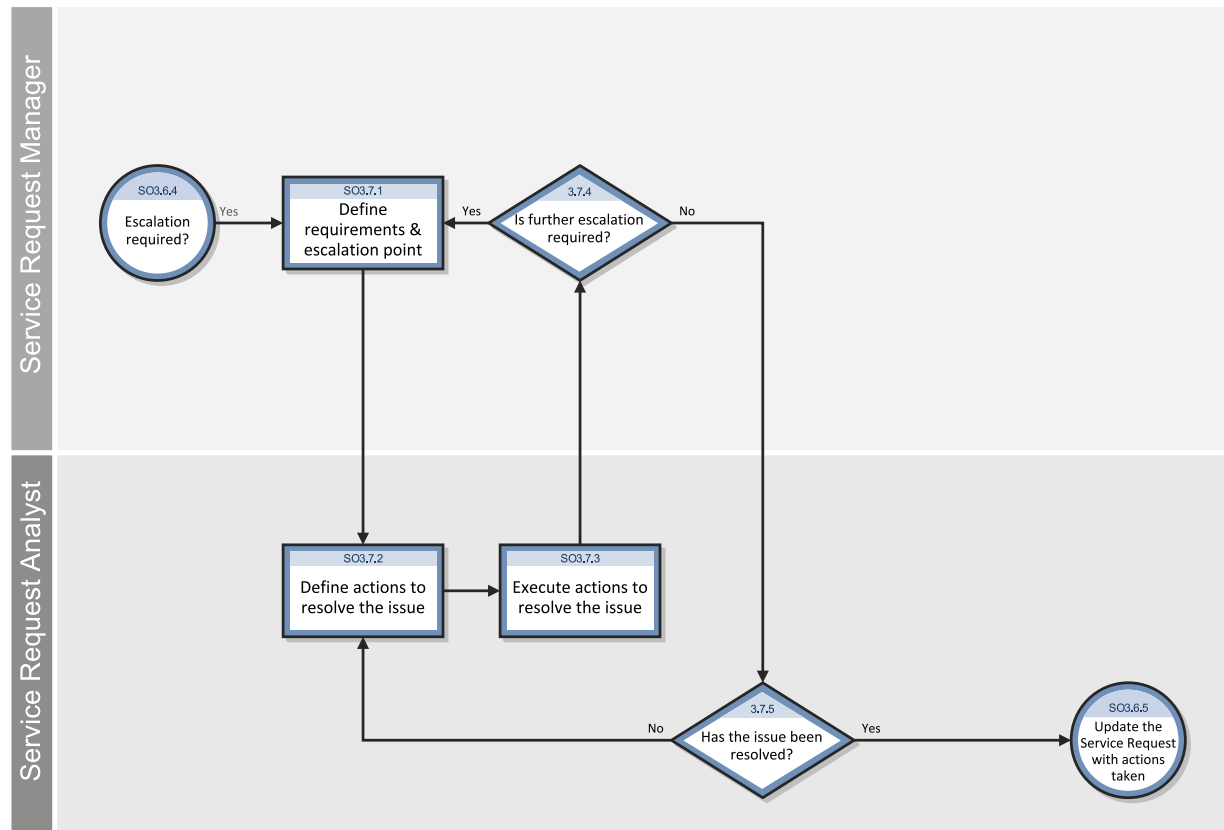 Service Request Manager
SO3.6.4
Escalation
required?
Yes
SO3.7.1
Define
requirements &
escalation point
Yes
3.7.4
Is further escalation
required?
No
Service Request Analyst
SO3.7.2
Define actions to
resolve the issue
SO3.7.3
Execute actions to
resolve the issue
No
3.7.5
Has the issue been
resolved?
Yes
SO3.6.5
Update the
Service Request
with actions
taken